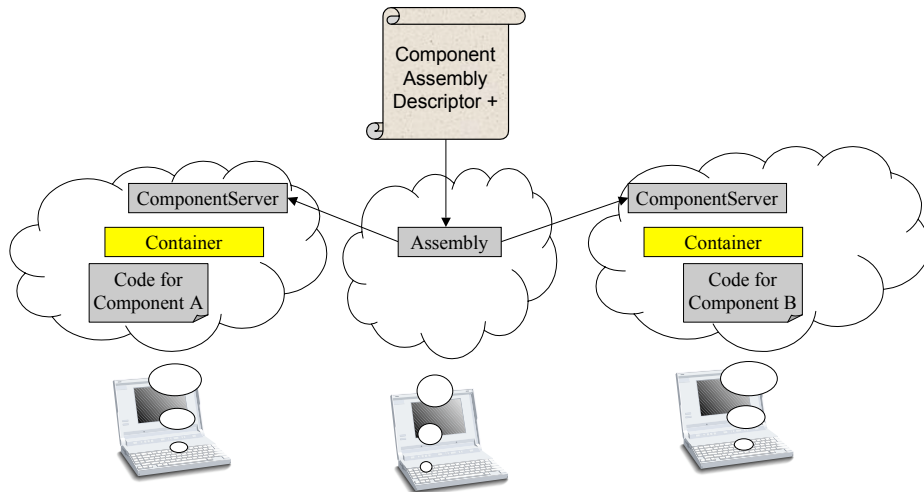 Component
Assembly
Descriptor +
ComponentServer
Container
Code for
Component A
Assembly
ComponentServer
Container
Code for
Component B